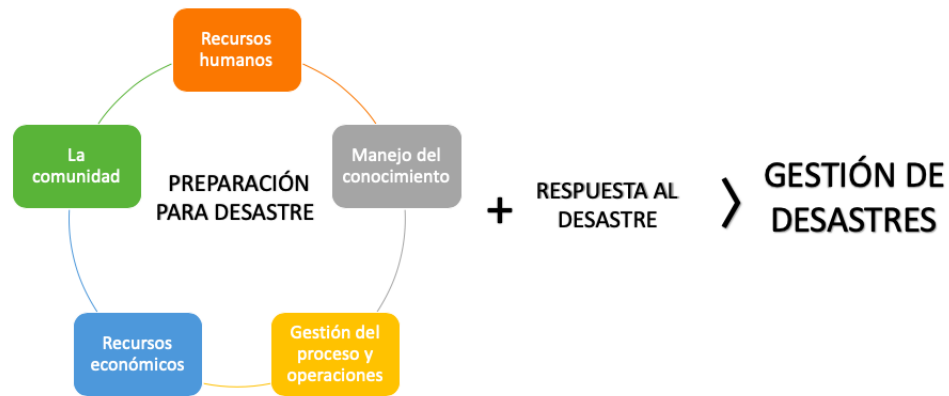 Recursos
humanos
La
comunidad
Manejo del
conocimiento
PREPARACIÓN
PARA DESASTRE
Recursos
económicos
Gestión del
proceso y
operaciones
+
RESPUESTA AL
DESASTRE
〉
GESTIÓN DE
DESASTRES